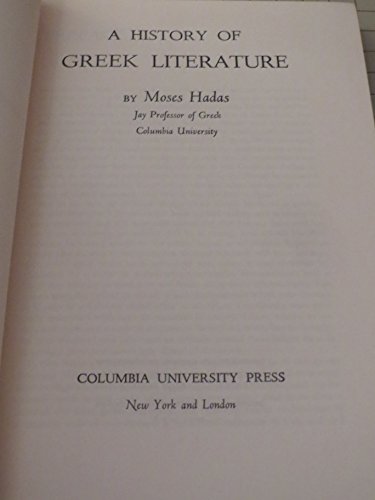 A HISTORY OF
GREEK LITERATURE
BY Moses Hadas
Jay Professor of Greek
Columbia University
COLUMBIA UNIVERSITY PRESS
New York and London